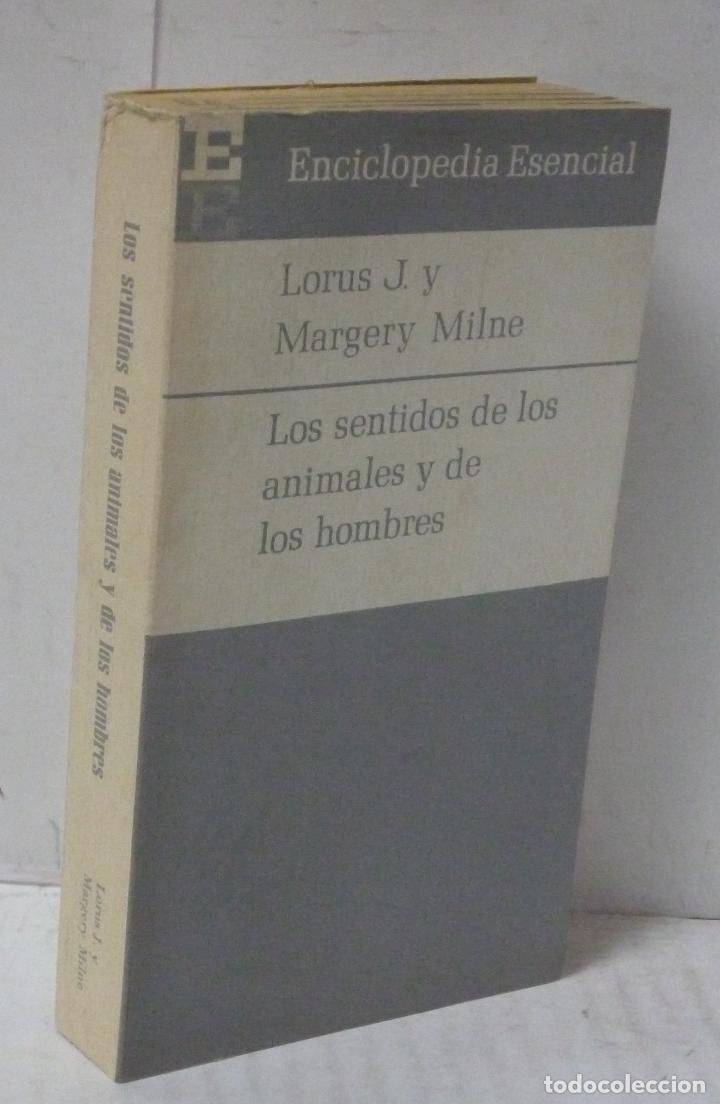 E
E
Enciclopedia Esencial
Lorus J. y
Margery Milne
Los sentidos de los
animales y de
los hombres
Los sentidos de los animales y de los hombres
Lorus J. y
Margery Milne
todocoleccion